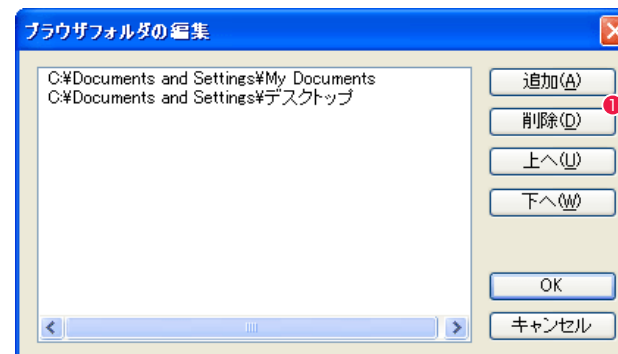 ブラウザフォルダの編集
C:¥Documents and Settings¥My Documents
C:¥Documents and Settings¥デスクトップ
追加(A)
1
削除(D)
上へ(U)
下へ(W)
OK
キャンセル